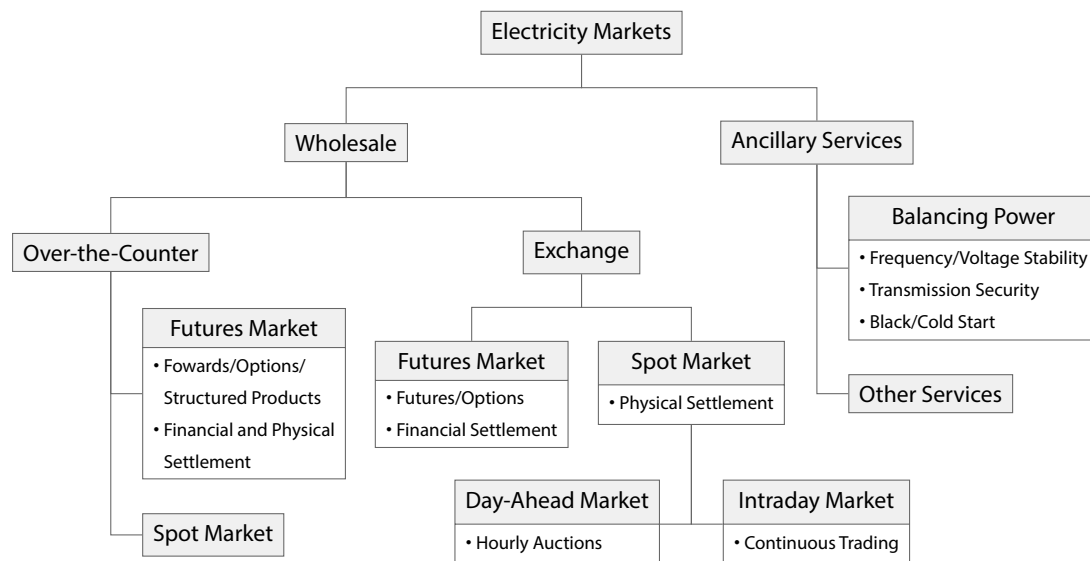 Electricity Markets
Wholesale
Ancillary Services
Over-the-Counter
Exchange
Balancing Power
• Frequency/Voltage Stability
• Transmission Security
• Black/Cold Start
Futures Market
• Fowards/Options/
Structured Products
• Financial and Physical
Settlement
Futures Market
• Futures/Options
• Financial Settlement
Spot Market
• Physical Settlement
Other Services
Spot Market
Day-Ahead Market
• Hourly Auctions
Intraday Market
• Continuous Trading